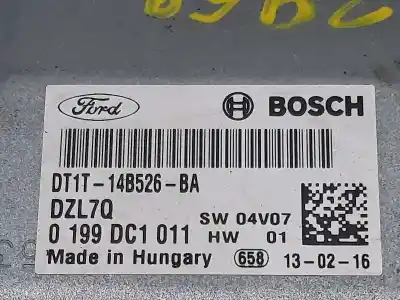 Ford BOSCH
DT1T-14B526-BA
DZL7Q
SW 04V07
0 199 DC1 011 HW 01
Made in Hungary 658 13-02-16